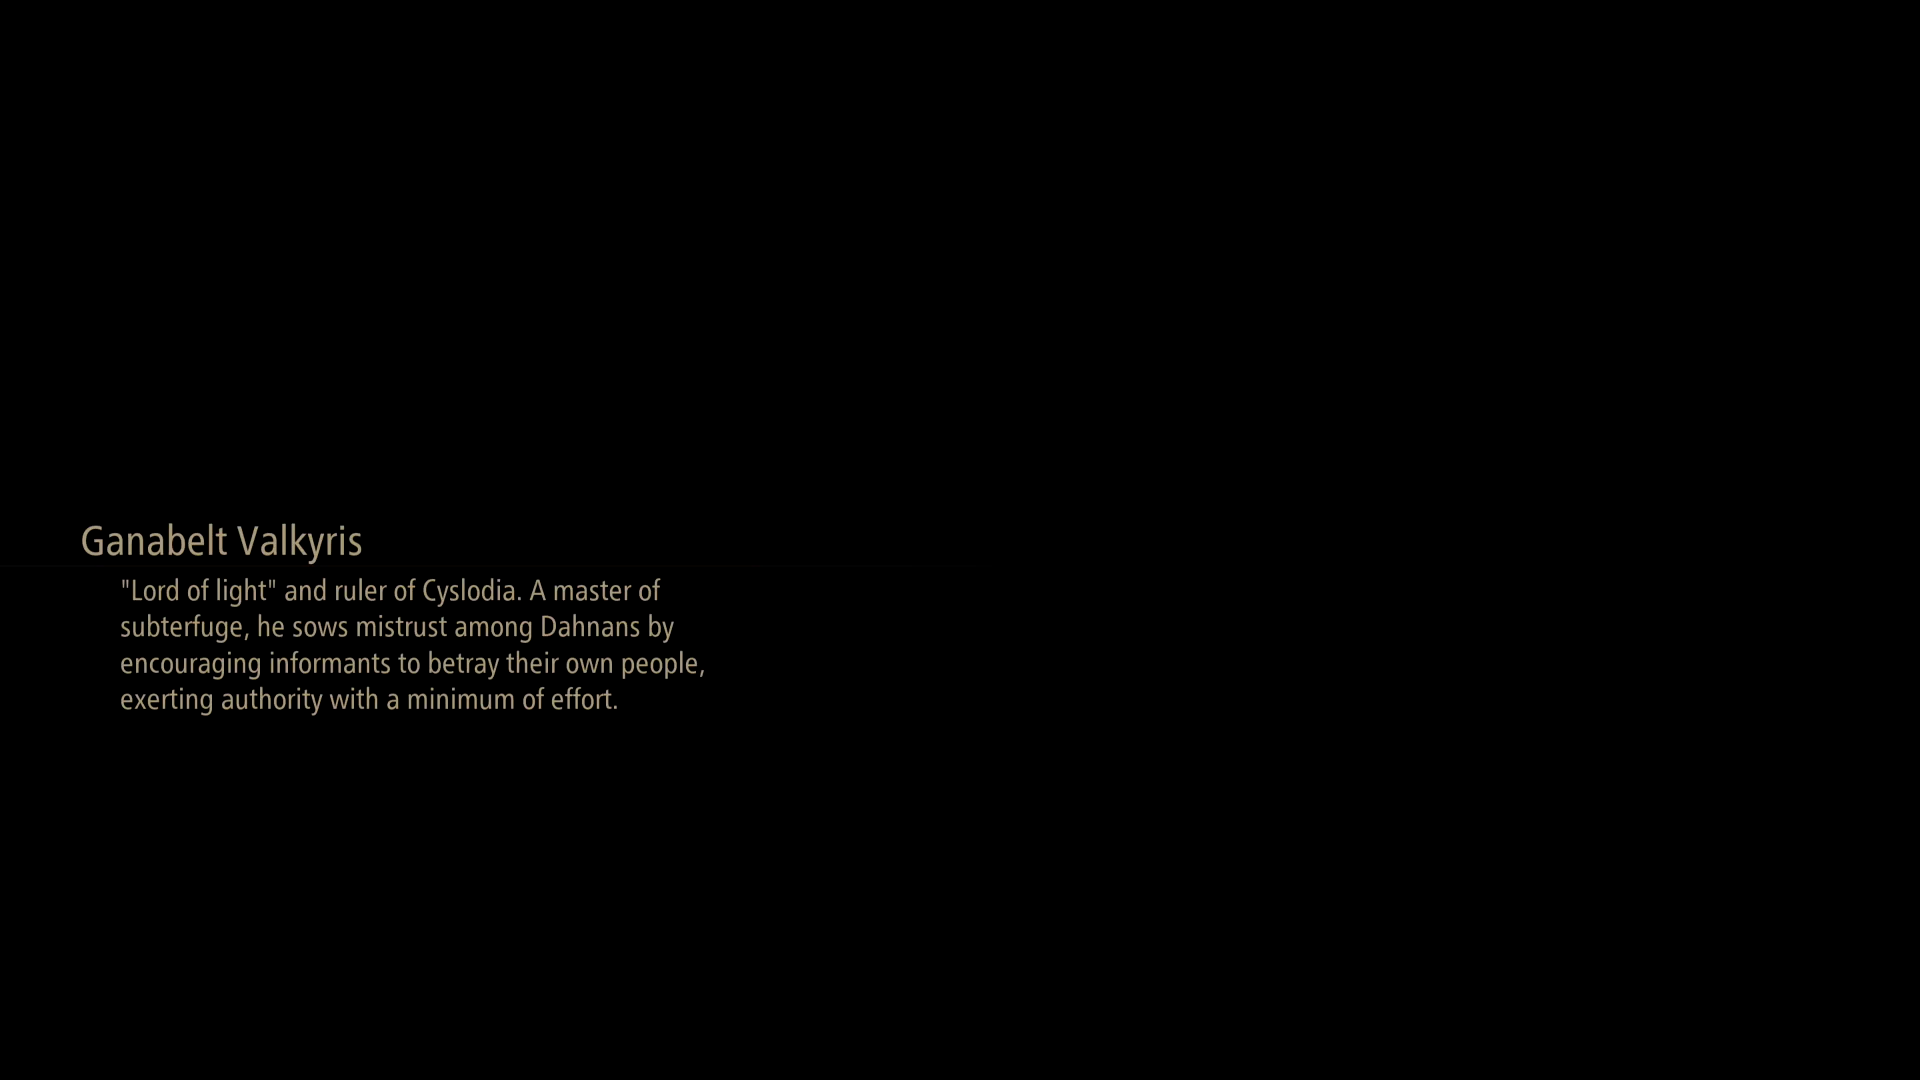 Ganabelt Valkyris
"Lord of light" and ruler of Cyslodia. A master of
subterfuge, he sows mistrust among Dahnans by
encouraging informants to betray their own people,
exerting authority with a minimum of effort.